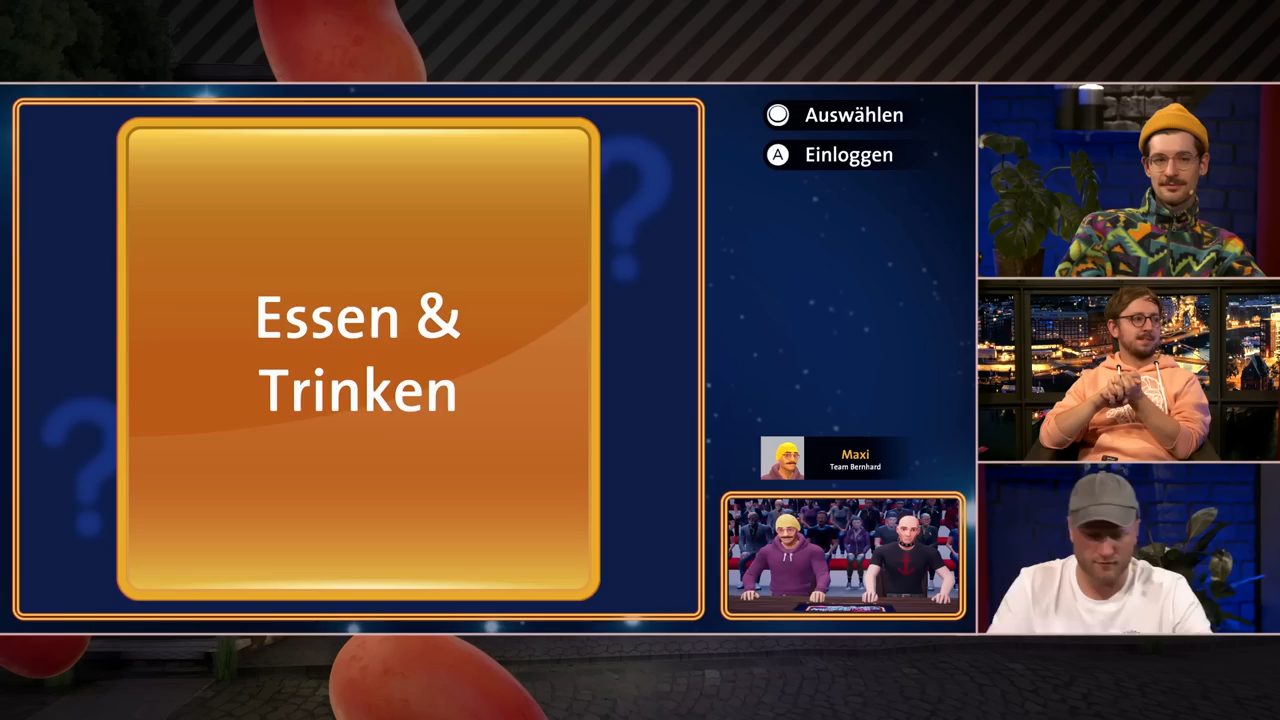 Essen &
Trinken
Auswählen
A Einloggen
Maxi
Team Bernhard